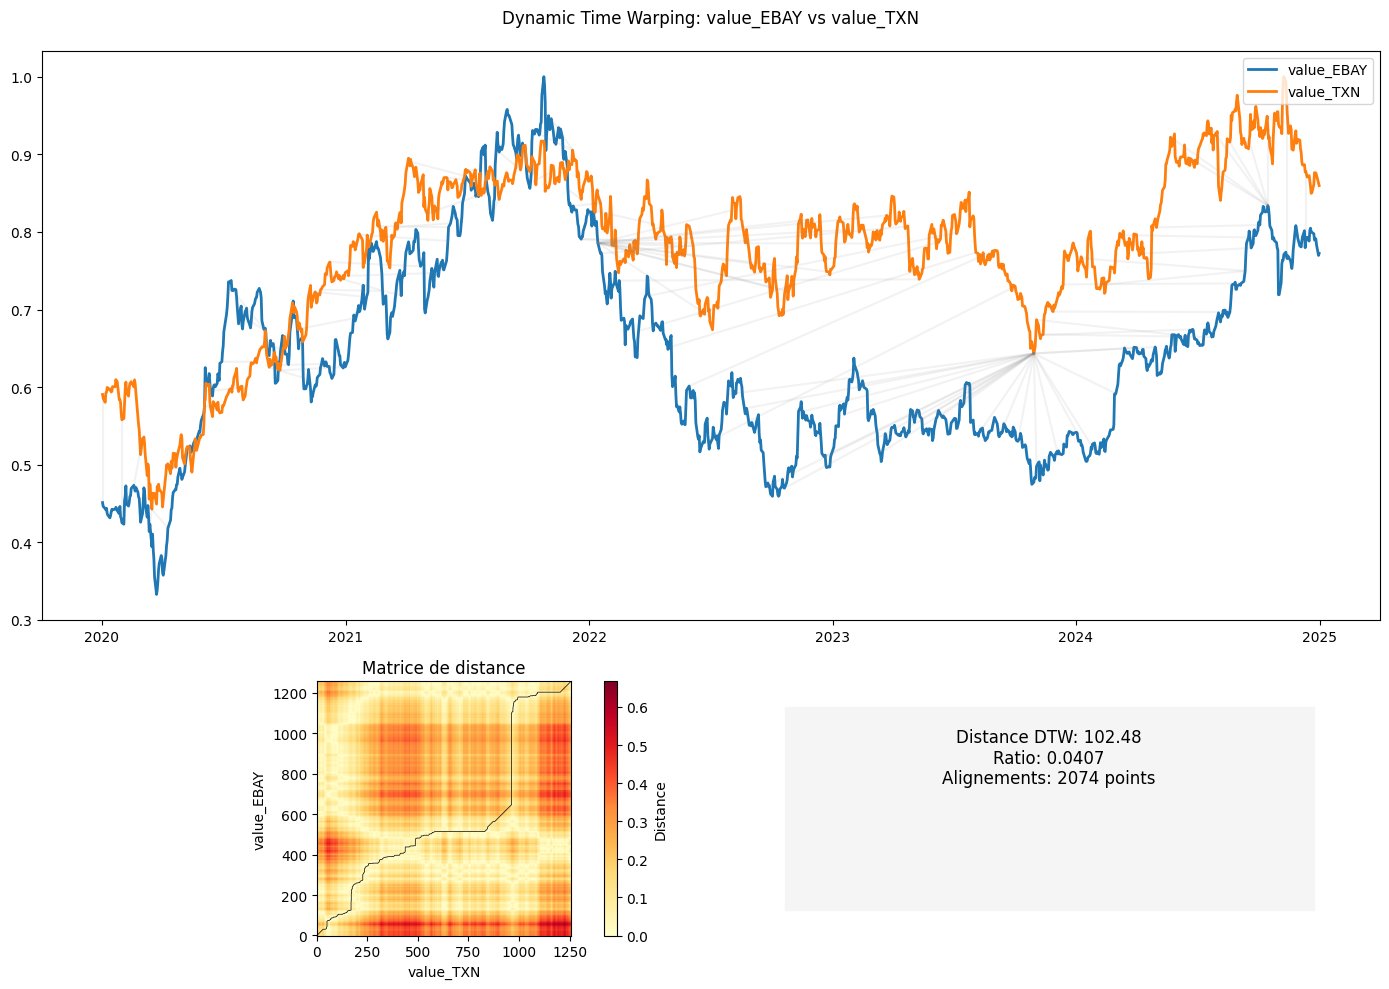 Dynamic Time Warping: value_EBAY vs value_TXN
1.0
0.9
0.8
0.7
0.6
0.5
0.4
0.3
value_EBAY
value_TXN
2020 2021 2022 2023 2024 2025
Matrice de distance
value_EBAY
1200
1000
800
600
400
200
0
0 250 500 750 1000 1250
value_TXN
0.6
0.5
0.4
0.3
0.2
0.1
0.0
Distance
Distance DTW: 102.48
Ratio: 0.0407
Alignements: 2074 points